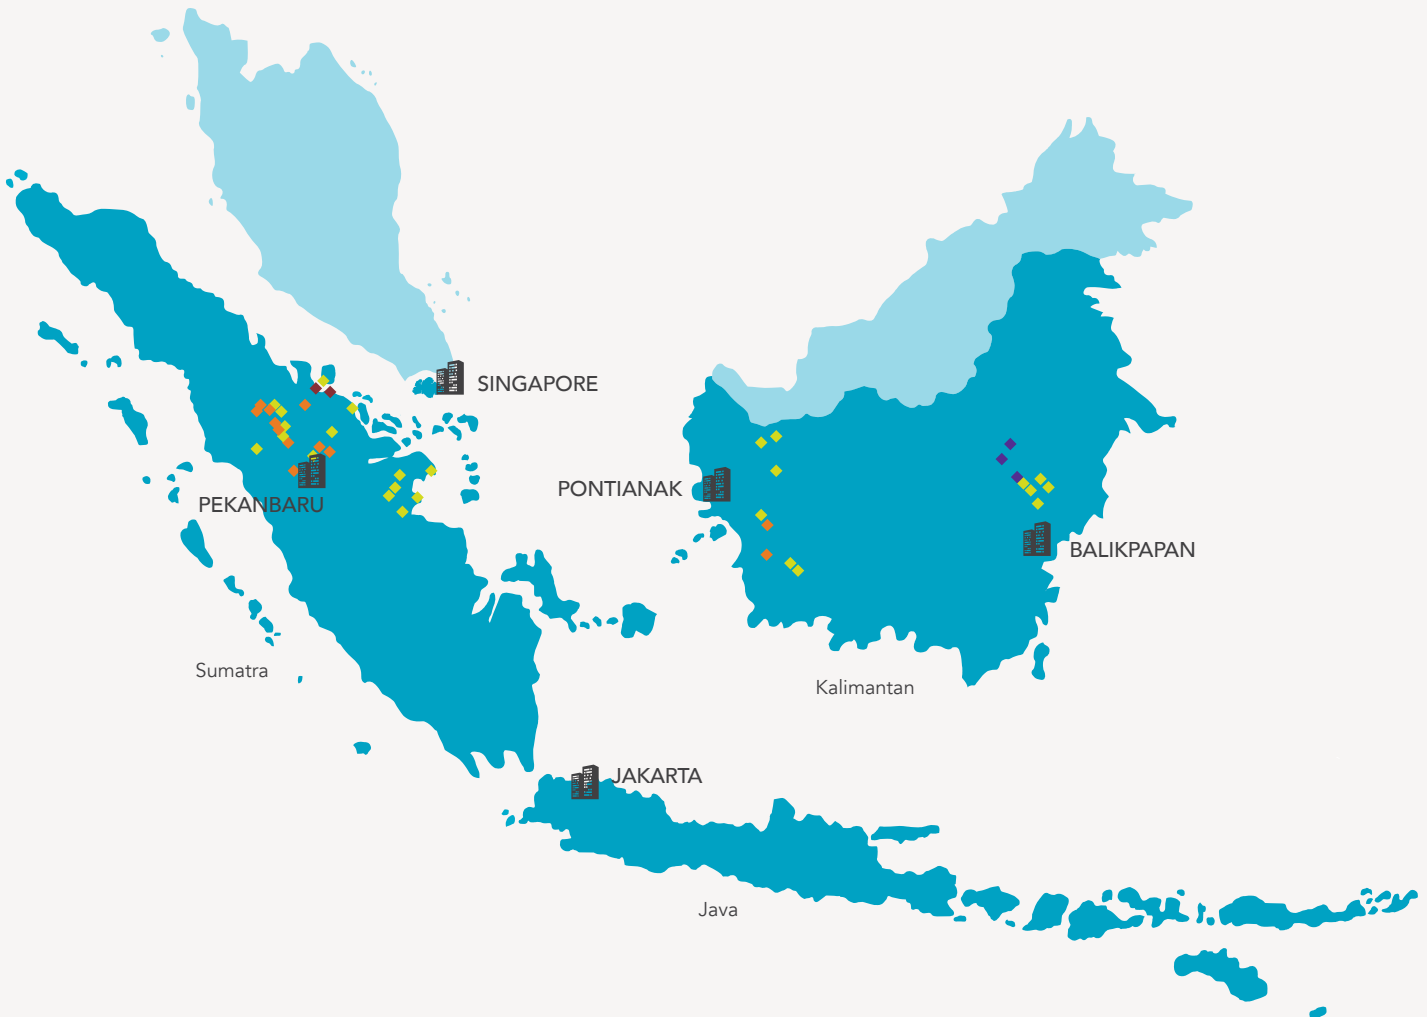 SINGAPORE
PEKANBARU
PONTIANAK
BALIKPAPAN
Sumatra
Kalimantan
JAKARTA
Java